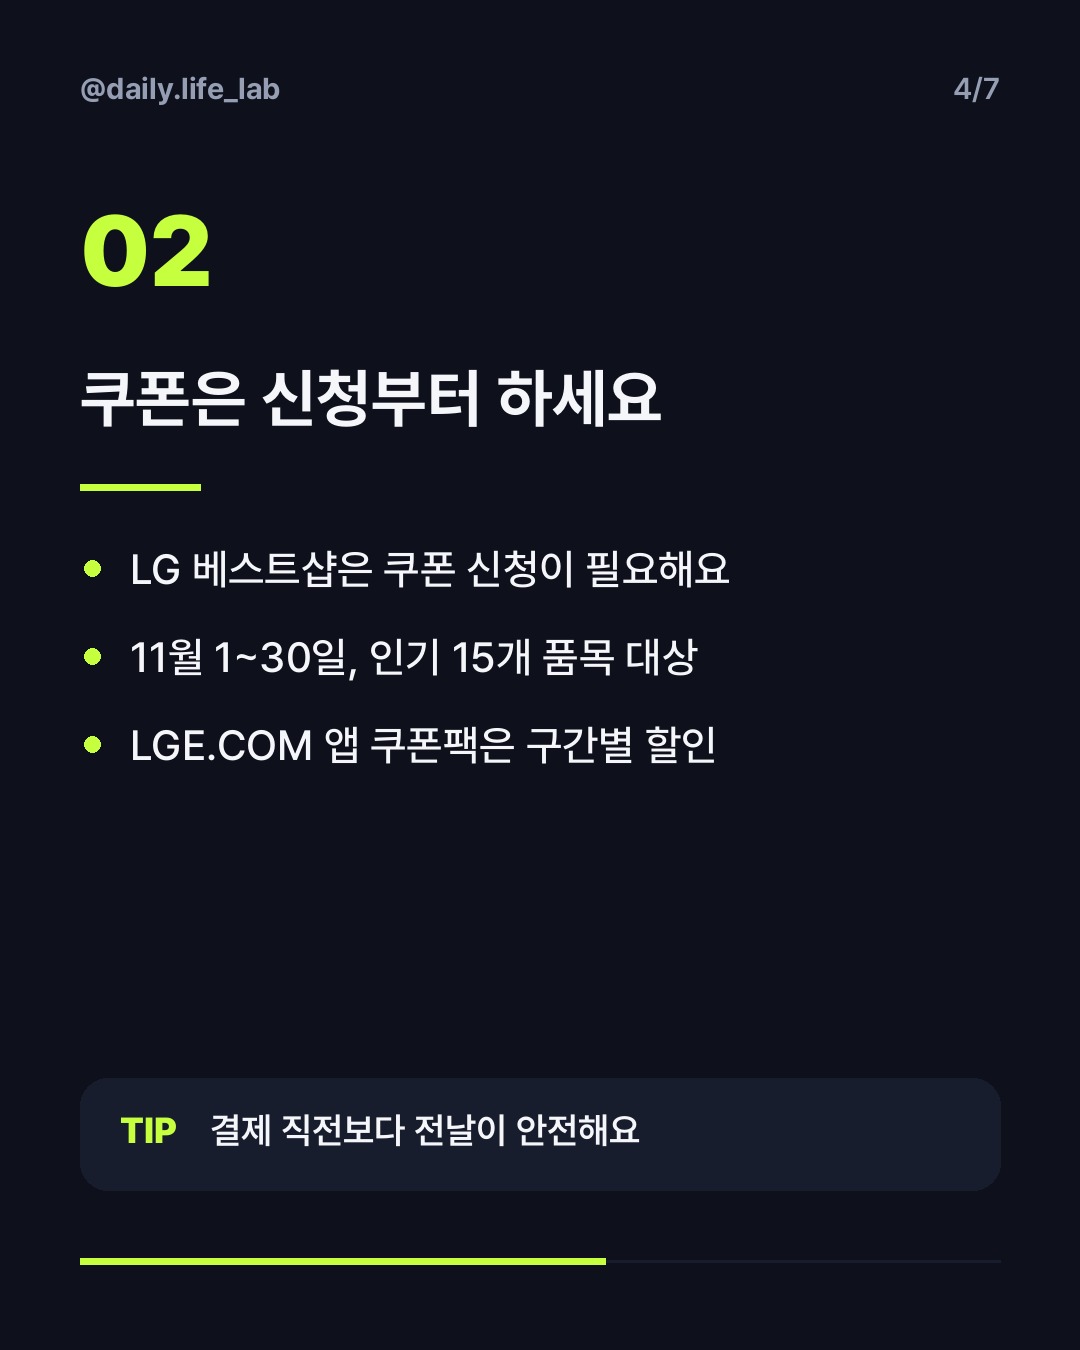 @daily.life_lab
4/7
02
쿠폰은 신청부터 하세요
LG 베스트샵은 쿠폰 신청이 필요해요
11월 1~30일, 인기 15개 품목 대상
LGE.COM 앱 쿠폰팩은 구간별 할인
TIP 결제 직전보다 전날이 안전해요